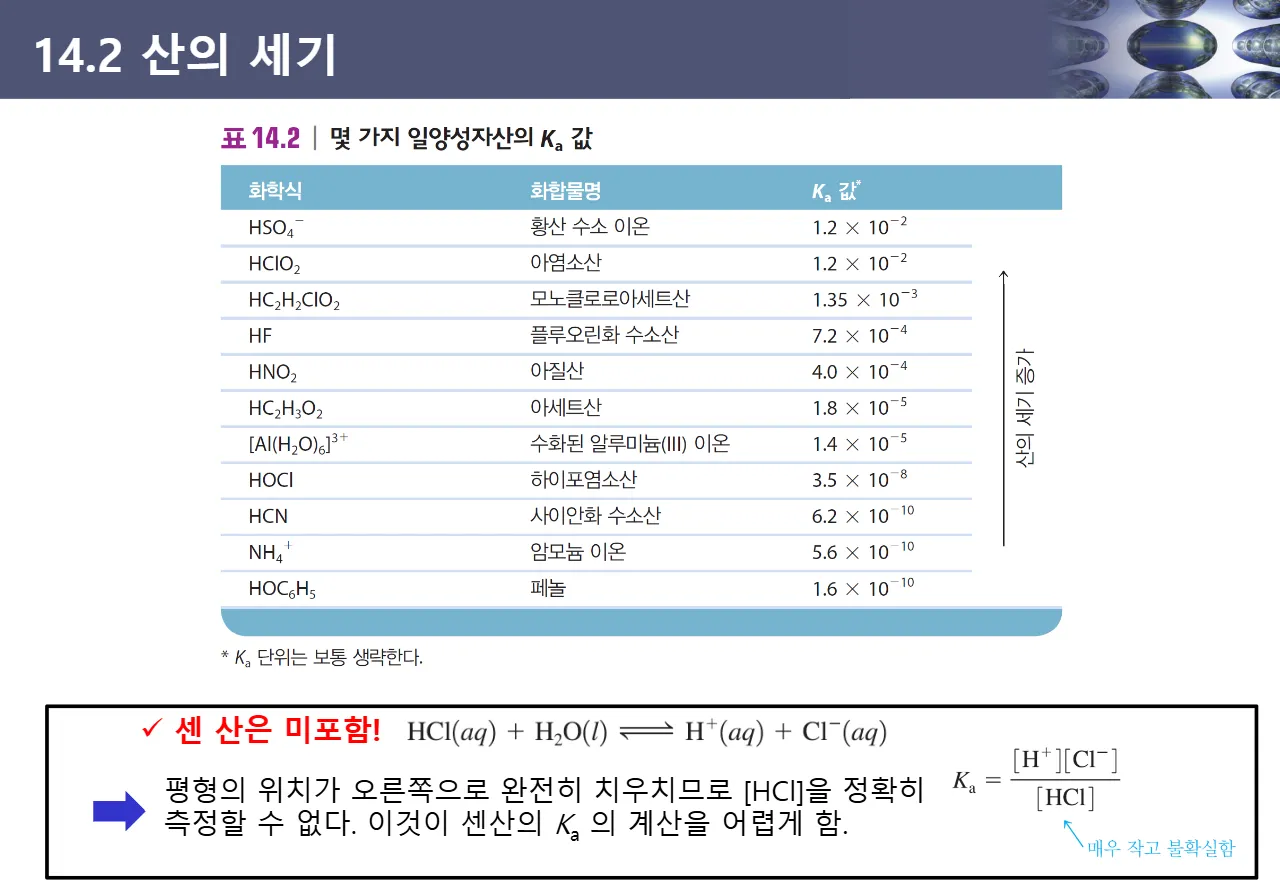 14.2 산의 세기
표 14.2 | 몇 가지 일양성자산의 Kₐ 값
화학식 화합물명 Kₐ 값*
HSO₄⁻ 황산 수소 이온 1.2 × 10⁻²
HClO₂ 아염소산 1.2 × 10⁻²
HC₂H₂ClO₂ 모노클로로아세트산 1.35 × 10⁻³
HF 플루오린화 수소산 7.2 × 10⁻⁴
HNO₂ 아질산 4.0 × 10⁻⁴
HC₂H₃O₂ 아세트산 1.8 × 10⁻⁵
[Al(H₂O)₆]³⁺ 수화된 알루미늄(III) 이온 1.4 × 10⁻⁵
HOCl 하이포염소산 3.5 × 10⁻⁸
HCN 사이안화 수소산 6.2 × 10⁻¹⁰
NH₄⁺ 암모늄 이온 5.6 × 10⁻¹⁰
HOC₆H₅ 페놀 1.6 × 10⁻¹⁰
산의 세기 증가
* Kₐ 단위는 보통 생략한다.
✓ 센 산은 미포함! HCl(aq) + H₂O(l) ⇌ H⁺(aq) + Cl⁻(aq)
평형의 위치가 오른쪽으로 완전히 치우치므로 [HCl]을 정확히
측정할 수 없다. 이것이 센산의 Kₐ 의 계산을 어렵게 함.
Kₐ = [H⁺][Cl⁻] / [HCl]
매우 작고 불확실함